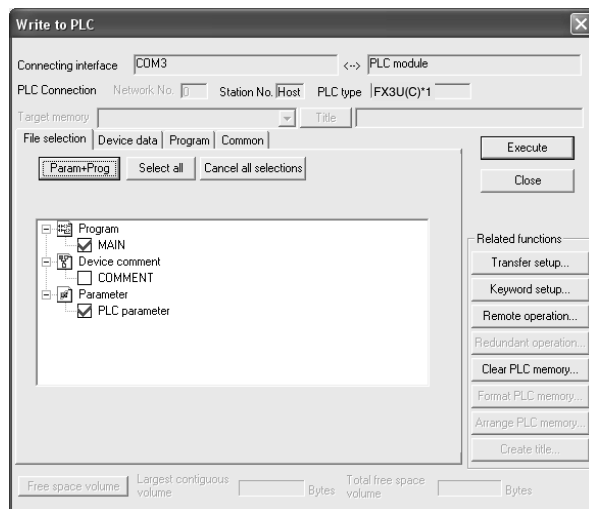 Write to PLC
Connecting interface COM3 <--> PLC module
PLC Connection Network No. 0 Station No. Host PLC type FX3U(C)*1
Target memory Title
File selection Device data Program Common
Execute
Param+Prog Select all Cancel all selections
Close
Program
MAIN
Device comment
COMMENT
Parameter
PLC parameter
Related functions
Transfer setup...
Keyword setup...
Remote operation...
Redundant operation...
Clear PLC memory...
Format PLC memory...
Arrange PLC memory...
Create title...
Free space volume Largest contiguous volume Bytes Total free space volume Bytes